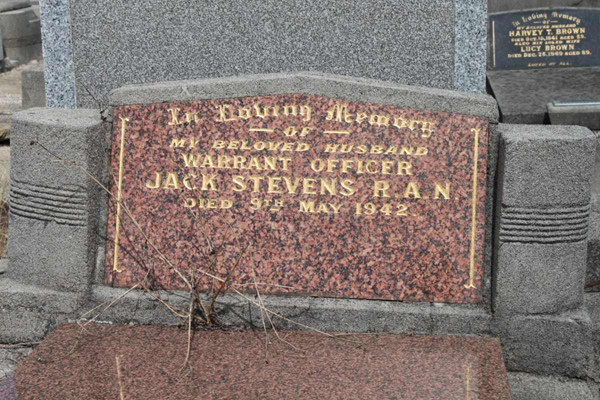 In Loving Memory
— OF —
MY BELOVED HUSBAND
WARRANT OFFICER
JACK STEVENS R.A.N
DIED 9TH MAY 1942
In Loving Memory
OF
HARVEY T. BROWN
LUCY BROWN